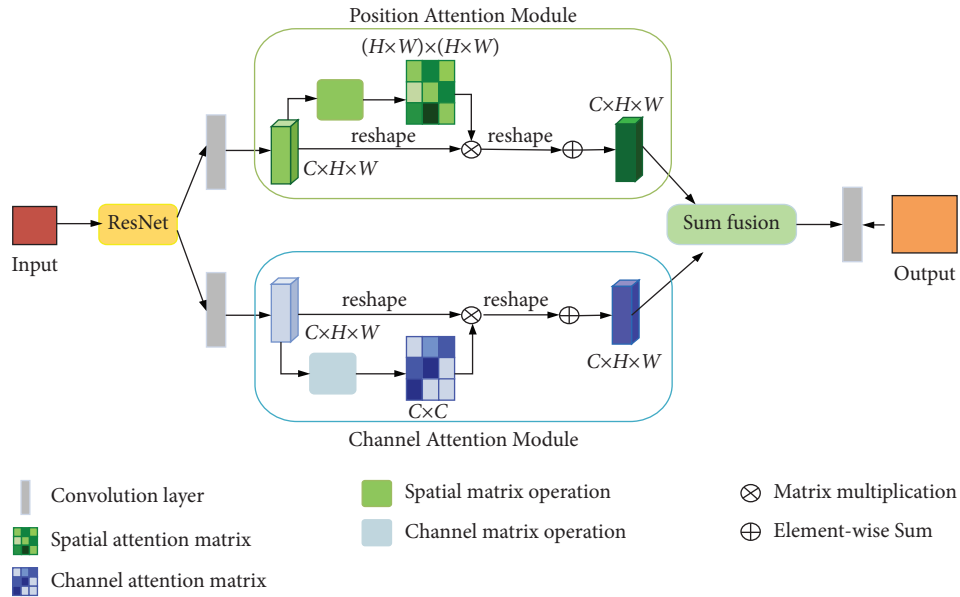 Position Attention Module
(H×W)×(H×W)
C×H×W
reshape
reshape
C×H×W
ResNet
Sum fusion
Input
Output
reshape
reshape
C×H×W
C×H×W
C×C
Channel Attention Module
Convolution layer
Spatial matrix operation
Matrix multiplication
Spatial attention matrix
Channel matrix operation
Element-wise Sum
Channel attention matrix